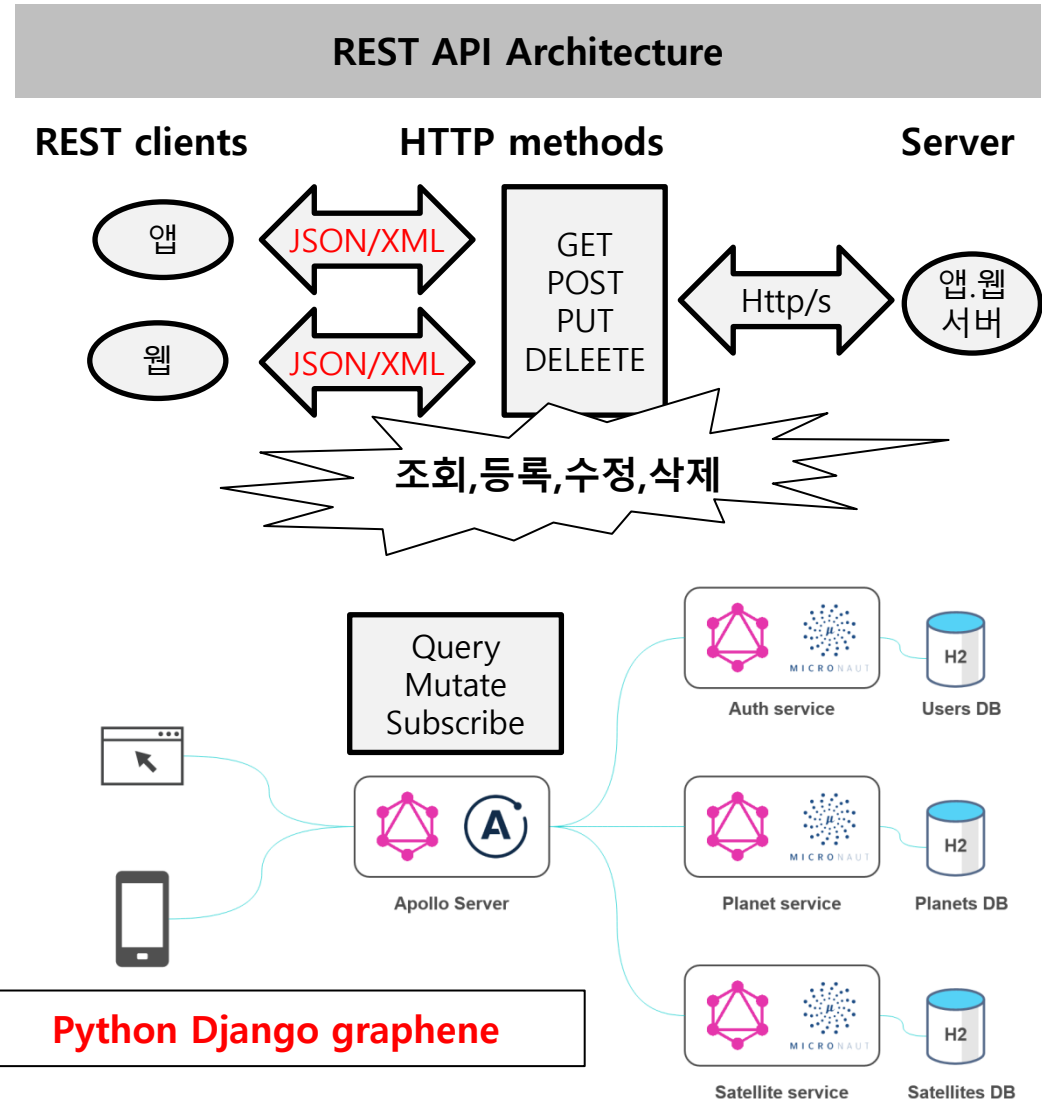 REST API Architecture
REST clients
HTTP methods
Server
앱
JSON/XML
GET
POST
PUT
DELEETE
Http/s
앱.웹
서버
웹
JSON/XML
조회,등록,수정,삭제
Query
Mutate
Subscribe
μ
MICRONAUT
H2
Auth service
Users DB
A
Apollo Server
μ
MICRONAUT
H2
Planet service
Planets DB
Python Django graphene
μ
MICRONAUT
H2
Satellite service
Satellites DB